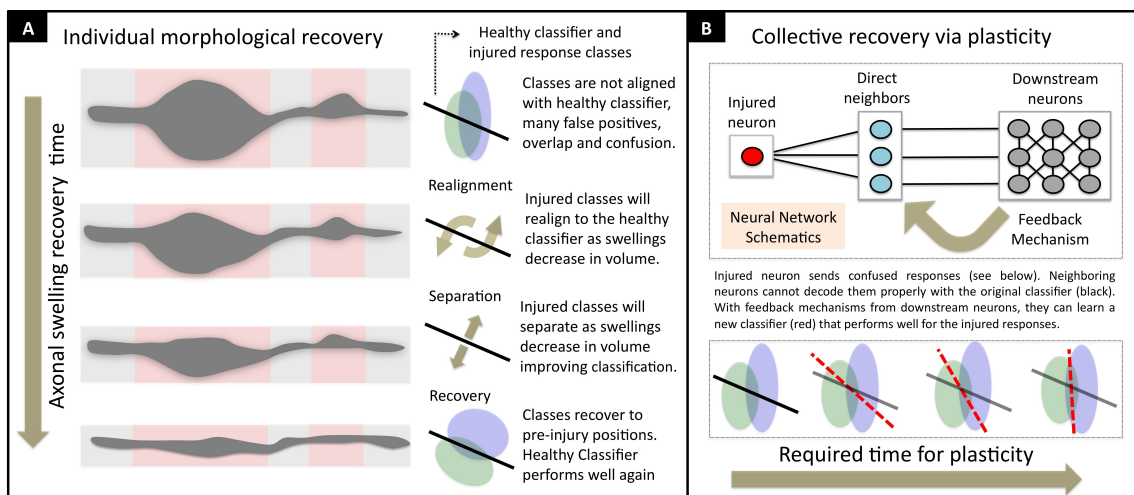 A
Individual morphological recovery
Axonal swelling recovery time
Healthy classifier and
injured response classes
Classes are not aligned
with healthy classifier,
many false positives,
overlap and confusion.
Realignment
Injured classes will
realign to the healthy
classifier as swellings
decrease in volume.
Separation
Injured classes will
separate as swellings
decrease in volume
improving classification.
Recovery
Classes recover to
pre-injury positions.
Healthy Classifier
performs well again
B
Collective recovery via plasticity
Injured
neuron
Direct
neighbors
Downstream
neurons
Neural Network
Schematics
Feedback
Mechanism
Injured neuron sends confused responses (see below). Neighboring
neurons cannot decode them properly with the original classifier (black).
With feedback mechanisms from downstream neurons, they can learn a
new classifier (red) that performs well for the injured responses.
Required time for plasticity